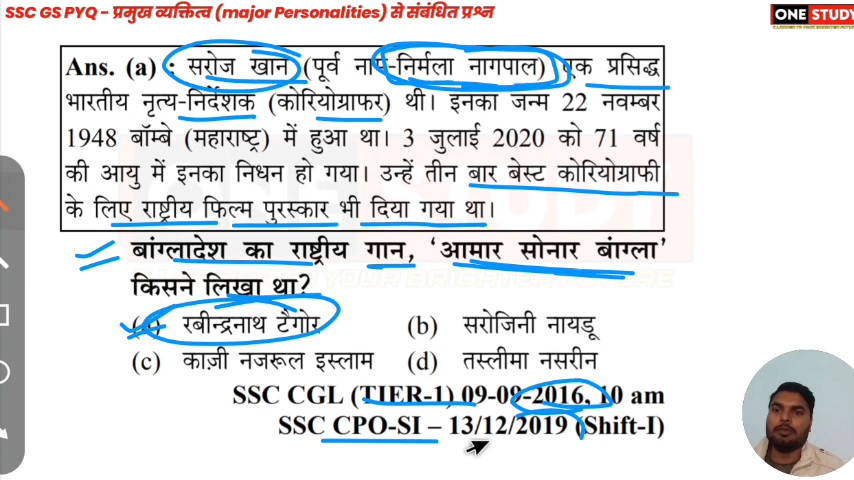 SSC GS PYQ - प्रमुख व्यक्तित्व (major Personalities) से संबंधित प्रश्न
ONE STUDY
Ans. (a) : सरोज खान (पूर्व नाम-निर्मला नागपाल) एक प्रसिद्ध
भारतीय नृत्य-निर्देशक (कोरियोग्राफर) थी। इनका जन्म 22 नवम्बर
1948 बॉम्बे (महाराष्ट्र) में हुआ था। 3 जुलाई 2020 को 71 वर्ष
की आयु में इनका निधन हो गया। उन्हें तीन बार बेस्ट कोरियोग्राफी
के लिए राष्ट्रीय फिल्म पुरस्कार भी दिया गया था।
बांग्लादेश का राष्ट्रीय गान, ‘आमार सोनार बांग्ला’
किसने लिखा था?
(a) रबीन्द्रनाथ टैगोर (b) सरोजिनी नायडू
(c) काज़ी नजरूल इस्लाम (d) तस्लीमा नसरीन
SSC CGL (TIER-1) 09-09-2016, 10 am
SSC CPO-SI – 13/12/2019 (Shift-I)